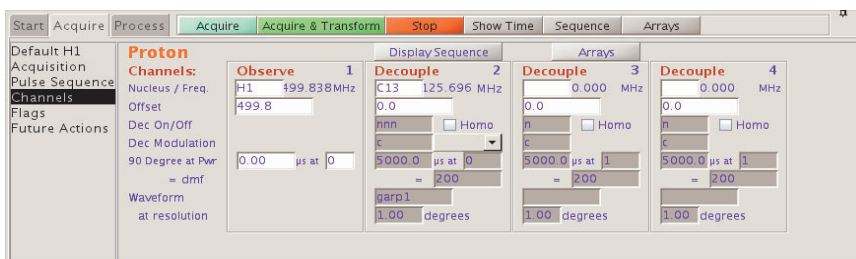 Start Acquire Process Acquire Acquire & Transform Stop Show Time Sequence Arrays
Default H1
Acquisition
Pulse Sequence
Channels
Flags
Future Actions
Proton Display Sequence Arrays
Channels: Observe 1 Decouple 2 Decouple 3 Decouple 4
Nucleus / Freq. H1 499.838 MHz C13 125.696 MHz 0.000 MHz 0.000 MHz
Offset 499.8 0.0 0.0 0.0
Dec On/Off nnn Homo n Homo n Homo
Dec Modulation c c c
90 Degree at Pwr 0.00 µs at 0 5000.0 µs at 0 5000.0 µs at 1 5000.0 µs at 1
= dmf = 200 = 200 = 200
Waveform garp1
at resolution 1.00 degrees 1.00 degrees 1.00 degrees